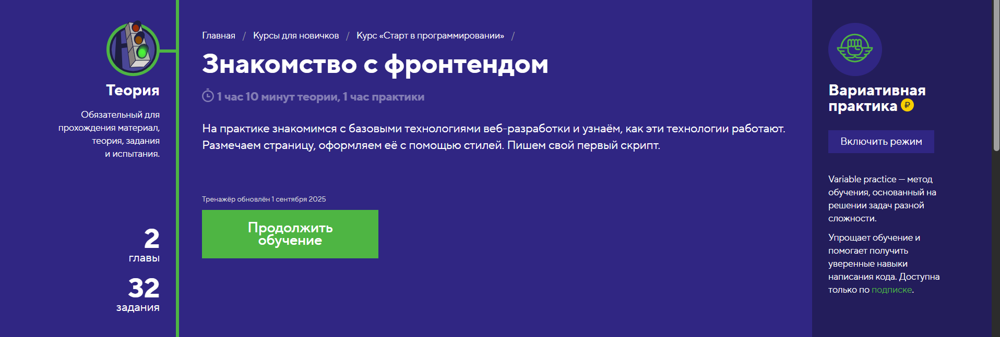 Теория
Обязательный для
прохождения материал,
теория, задания
и испытания.
2
главы
32
задания
Главная / Курсы для новичков / Курс «Старт в программировании» /
Знакомство с фронтендом
1 час 10 минут теории, 1 час практики
На практике знакомимся с базовыми технологиями веб-разработки и узнаём, как эти технологии работают.
Размечаем страницу, оформляем её с помощью стилей. Пишем свой первый скрипт.
Тренажёр обновлён 1 сентября 2025
Продолжить
обучение
Вариативная
практика ₽
Включить режим
Variable practice — метод
обучения, основанный на
решении задач разной
сложности.
Упрощает обучение и
помогает получить
уверенные навыки
написания кода. Доступна
только по подписке.